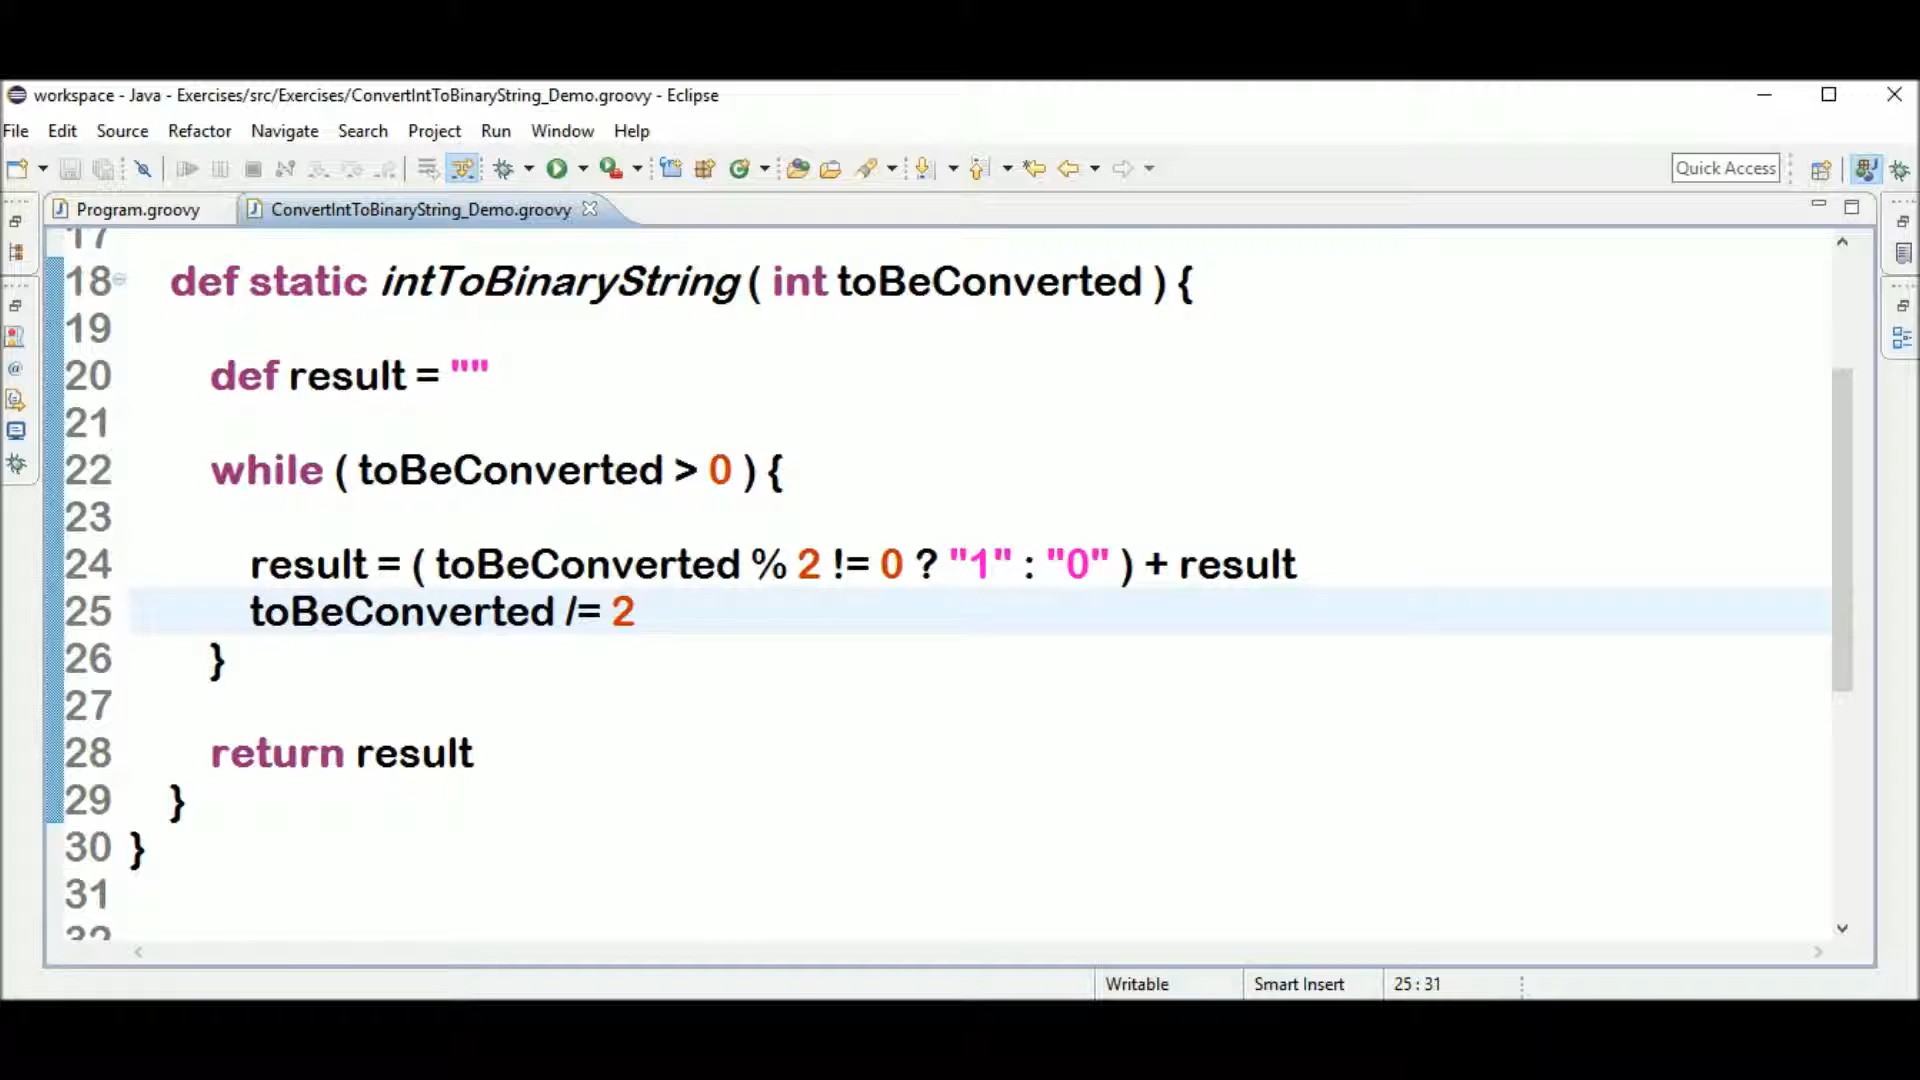 workspace - Java - Exercises/src/Exercises/ConvertIntToBinaryString_Demo.groovy - Eclipse
File Edit Source Refactor Navigate Search Project Run Window Help
Quick Access
Program.groovy ConvertIntToBinaryString_Demo.groovy
17
18 def static intToBinaryString ( int toBeConverted ) {
19
20 def result = ""
21
22 while ( toBeConverted > 0 ) {
23
24 result = ( toBeConverted % 2 != 0 ? "1" : "0" ) + result
25 toBeConverted /= 2
26 }
27
28 return result
29 }
30 }
31
32
Writable Smart Insert 25 : 31